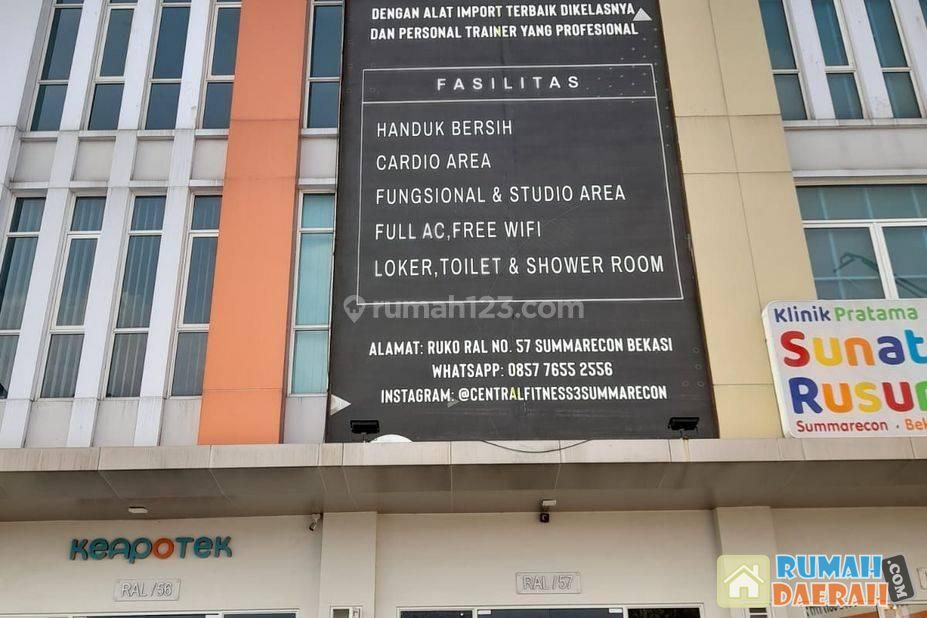 DENGAN ALAT IMPORT TERBAIK DIKELASNYA
DAN PERSONAL TRAINER YANG PROFESIONAL
FASILITAS
HANDUK BERSIH
CARDIO AREA
FUNGSIONAL & STUDIO AREA
FULL AC,FREE WIFI
LOKER,TOILET & SHOWER ROOM
rumah123.com
ALAMAT: RUKO RAL NO. 57 SUMMARECON BEKASI
WHATSAPP: 0857 7655 2556
INSTAGRAM: @CENTRALFITNESS3SUMMARECON
Klinik Pratama
Sunat
Rusun
Summarecon . Bek
KEAPOTEK
RAL / 56
RAL / 57
RUMAH
DAERAH
.COM